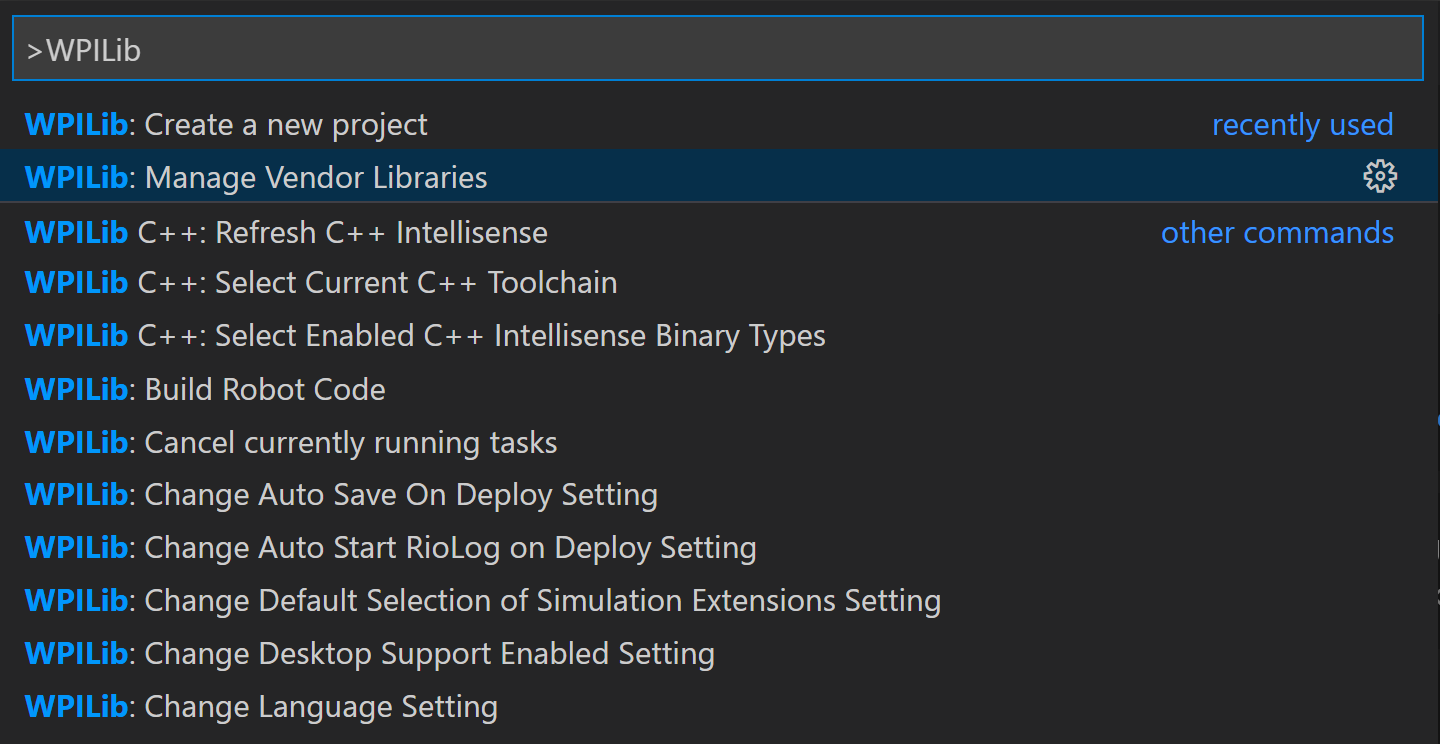 >WPILib
WPILib: Create a new project recently used
WPILib: Manage Vendor Libraries
WPILib C++: Refresh C++ Intellisense other commands
WPILib C++: Select Current C++ Toolchain
WPILib C++: Select Enabled C++ Intellisense Binary Types
WPILib: Build Robot Code
WPILib: Cancel currently running tasks
WPILib: Change Auto Save On Deploy Setting
WPILib: Change Auto Start RioLog on Deploy Setting
WPILib: Change Default Selection of Simulation Extensions Setting
WPILib: Change Desktop Support Enabled Setting
WPILib: Change Language Setting